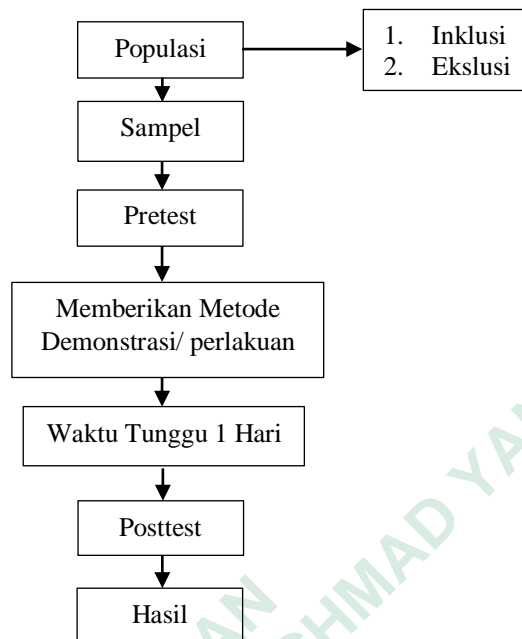 Populasi
1. Inklusi
2. Ekslusi
Sampel
Pretest
Memberikan Metode
Demonstrasi/ perlakuan
Waktu Tunggu 1 Hari
Posttest
Hasil